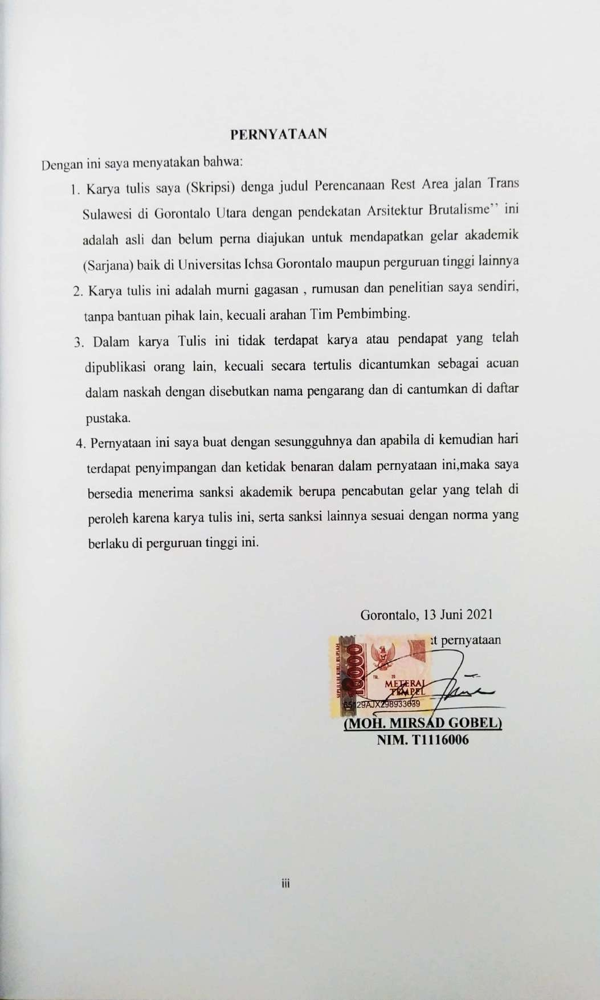 PERNYATAAN
Dengan ini saya menyatakan bahwa:
1. Karya tulis saya (Skripsi) denga judul Perencanaan Rest Area jalan Trans
Sulawesi di Gorontalo Utara dengan pendekatan Arsitektur Brutalisme” ini
adalah asli dan belum perna diajukan untuk mendapatkan gelar akademik
(Sarjana) baik di Universitas Ichsa Gorontalo maupun perguruan tinggi lainnya
2. Karya tulis ini adalah murni gagasan , rumusan dan penelitian saya sendiri,
tanpa bantuan pihak lain, kecuali arahan Tim Pembimbing.
3. Dalam karya Tulis ini tidak terdapat karya atau pendapat yang telah
dipublikasi orang lain, kecuali secara tertulis dicantumkan sebagai acuan
dalam naskah dengan disebutkan nama pengarang dan di cantumkan di daftar
pustaka.
4. Pernyataan ini saya buat dengan sesungguhnya dan apabila di kemudian hari
terdapat penyimpangan dan ketidak benaran dalam pernyataan ini,maka saya
bersedia menerima sanksi akademik berupa pencabutan gelar yang telah di
peroleh karena karya tulis ini, serta sanksi lainnya sesuai dengan norma yang
berlaku di perguruan tinggi ini.
Gorontalo, 13 Juni 2021
pernyataan
SEPULUH RIBU RUPIAH
10000
TGL. 20
METERAI
TEMPEL
65129AJX298933639
(MOH. MIRSAD GOBEL)
NIM. T1116006
iii